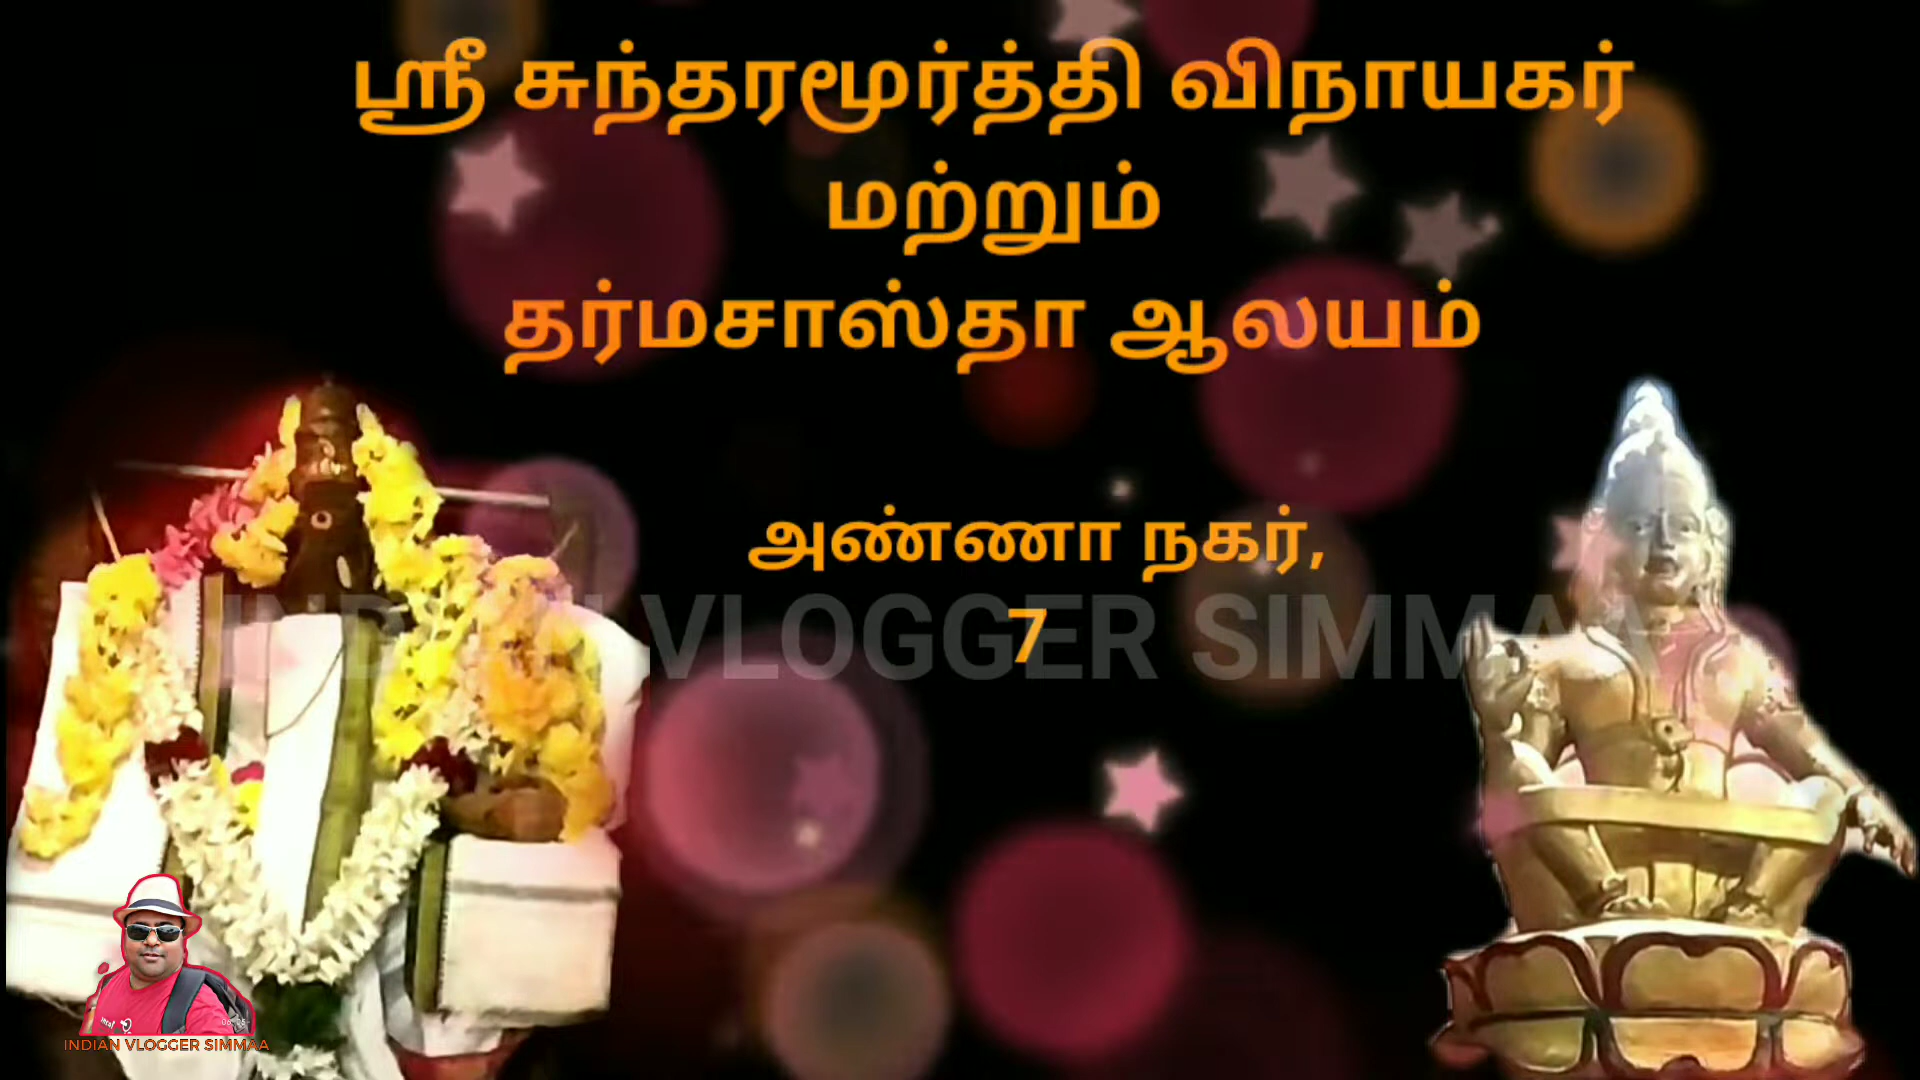 ஸ்ரீ சுந்தரமூர்த்தி விநாயகர்
மற்றும்
தர்மசாஸ்தா ஆலயம்
அண்ணா நகர்,
7
INDIAN VLOGGER SIMMAA
INDIAN VLOGGER SIMMAA